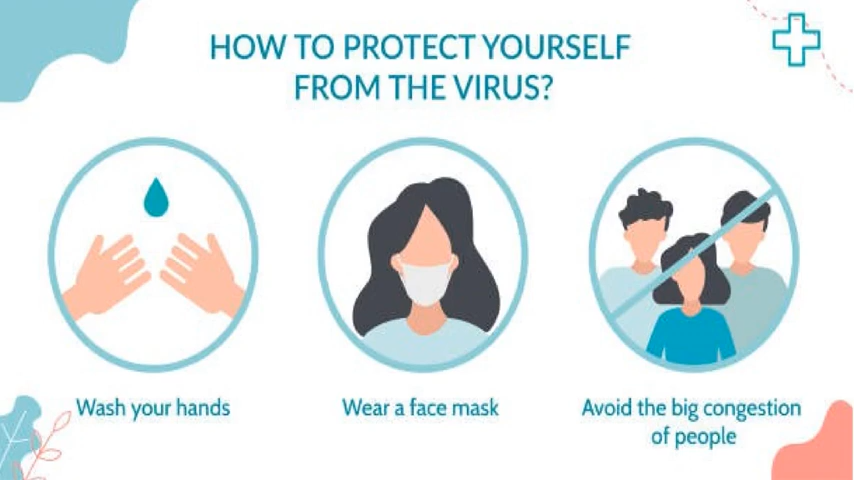 HOW TO PROTECT YOURSELF
FROM THE VIRUS?
Wash your hands
Wear a face mask
Avoid the big congestion
of people